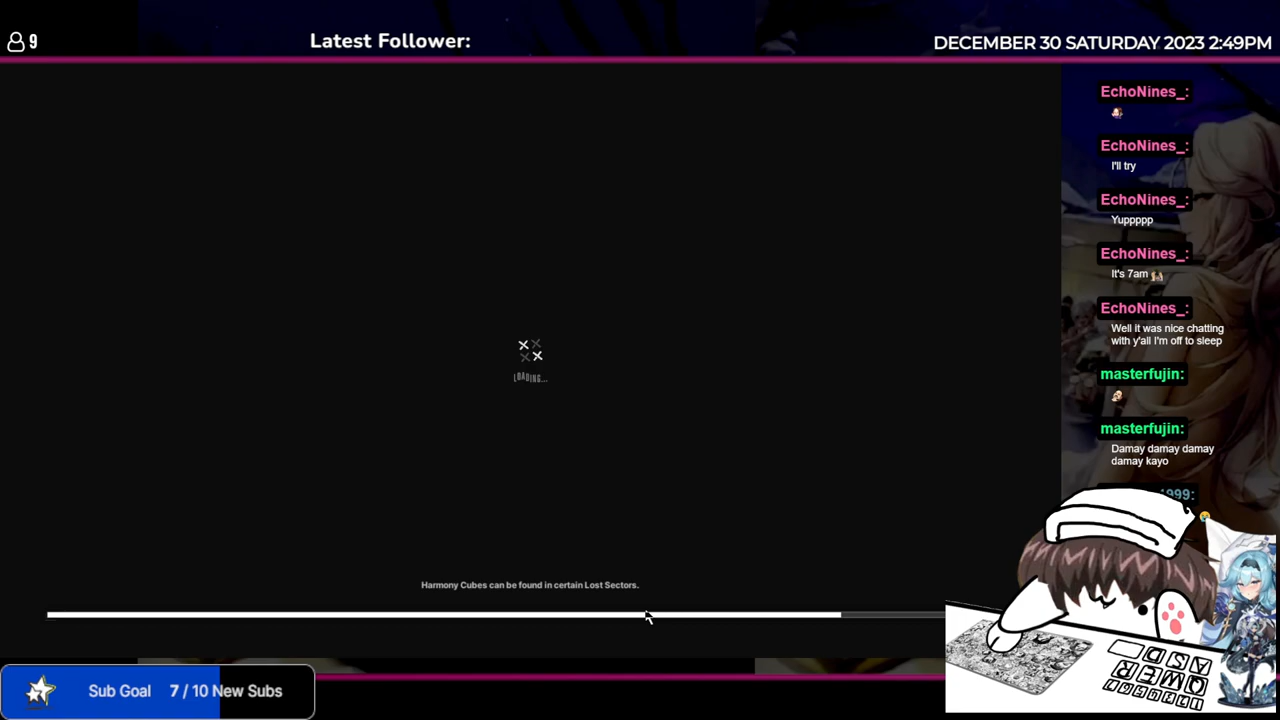 9
Latest Follower:
DECEMBER 30 SATURDAY 2023 2:49PM
EchoNines_:
EchoNines_:
I'll try
EchoNines_:
Yuppppp
EchoNines_:
It's 7am
EchoNines_:
Well it was nice chatting
with y'all I'm off to sleep
masterfujin:
masterfujin:
Damay damay damay
damay kayo
LOADING...
Harmony Cubes can be found in certain Lost Sectors.
Sub Goal 7 / 10 New Subs
A S D
Q W E R